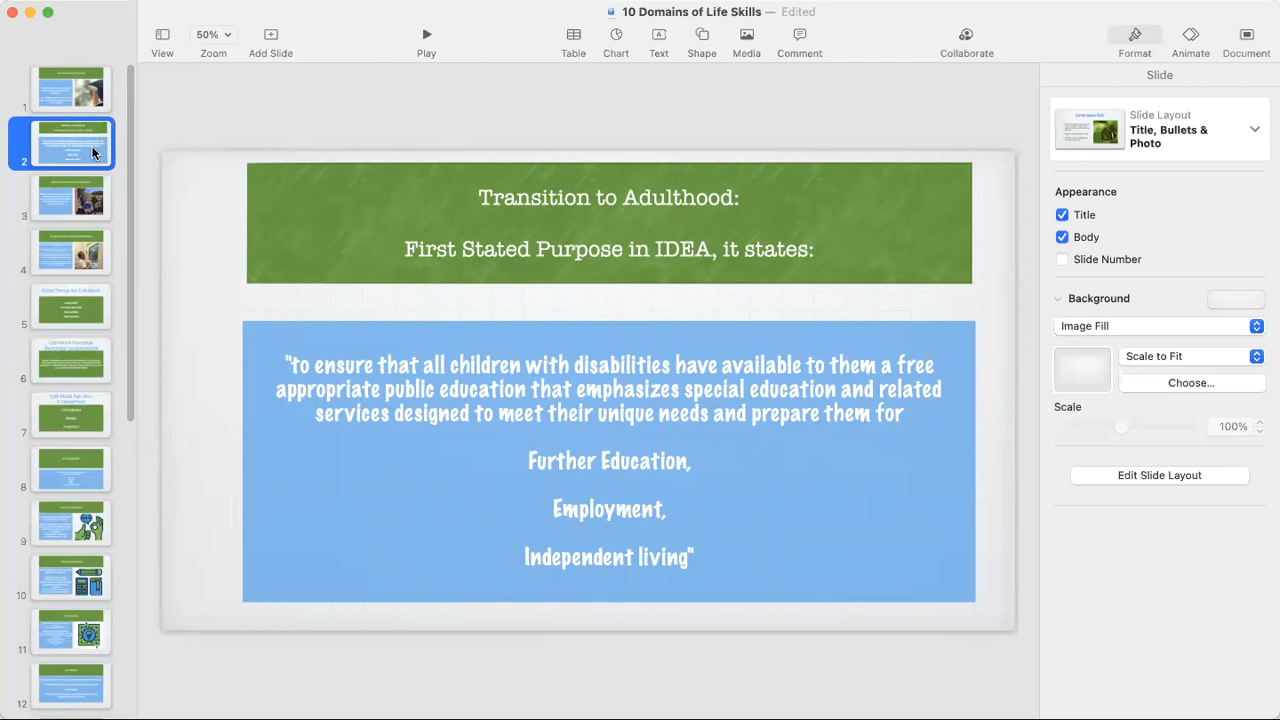 10 Domains of Life Skills — Edited
View
50%
Zoom
Add Slide
Play
Table
Chart
Text
Shape
Media
Comment
Collaborate
Format
Animate
Document
1
2
3
4
5
6
7
8
9
10
11
12
Transition to Adulthood:
First Stated Purpose in IDEA, it states:
"to ensure that all children with disabilities have available to them a free
appropriate public education that emphasizes special education and related
services designed to meet their unique needs and prepare them for
Further Education,
Employment,
Independent living"
Slide
Slide Layout
Title, Bullets &
Photo
Appearance
Title
Body
Slide Number
Background
Image Fill
Scale to Fit
Choose...
Scale
100%
Edit Slide Layout